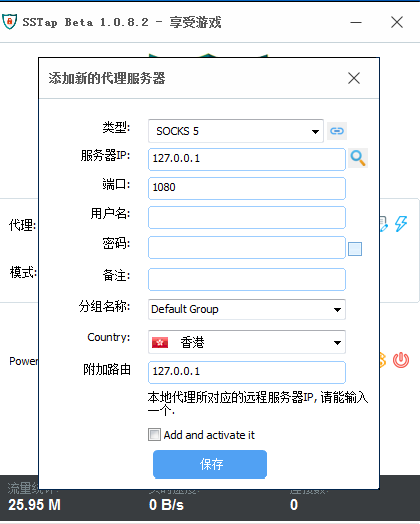 SSTap Beta 1.0.8.2 - 享受游戏
添加新的代理服务器
类型: SOCKS 5
服务器IP: 127.0.0.1
端口: 1080
用户名:
代理:
密码:
模式:
备注:
分组名称: Default Group
Country: 香港
Power
附加路由 127.0.0.1
本地代理所对应的远程服务器IP, 请能输入
一个.
Add and activate it
保存
流量统计:
25.95 M 0 B/s 0